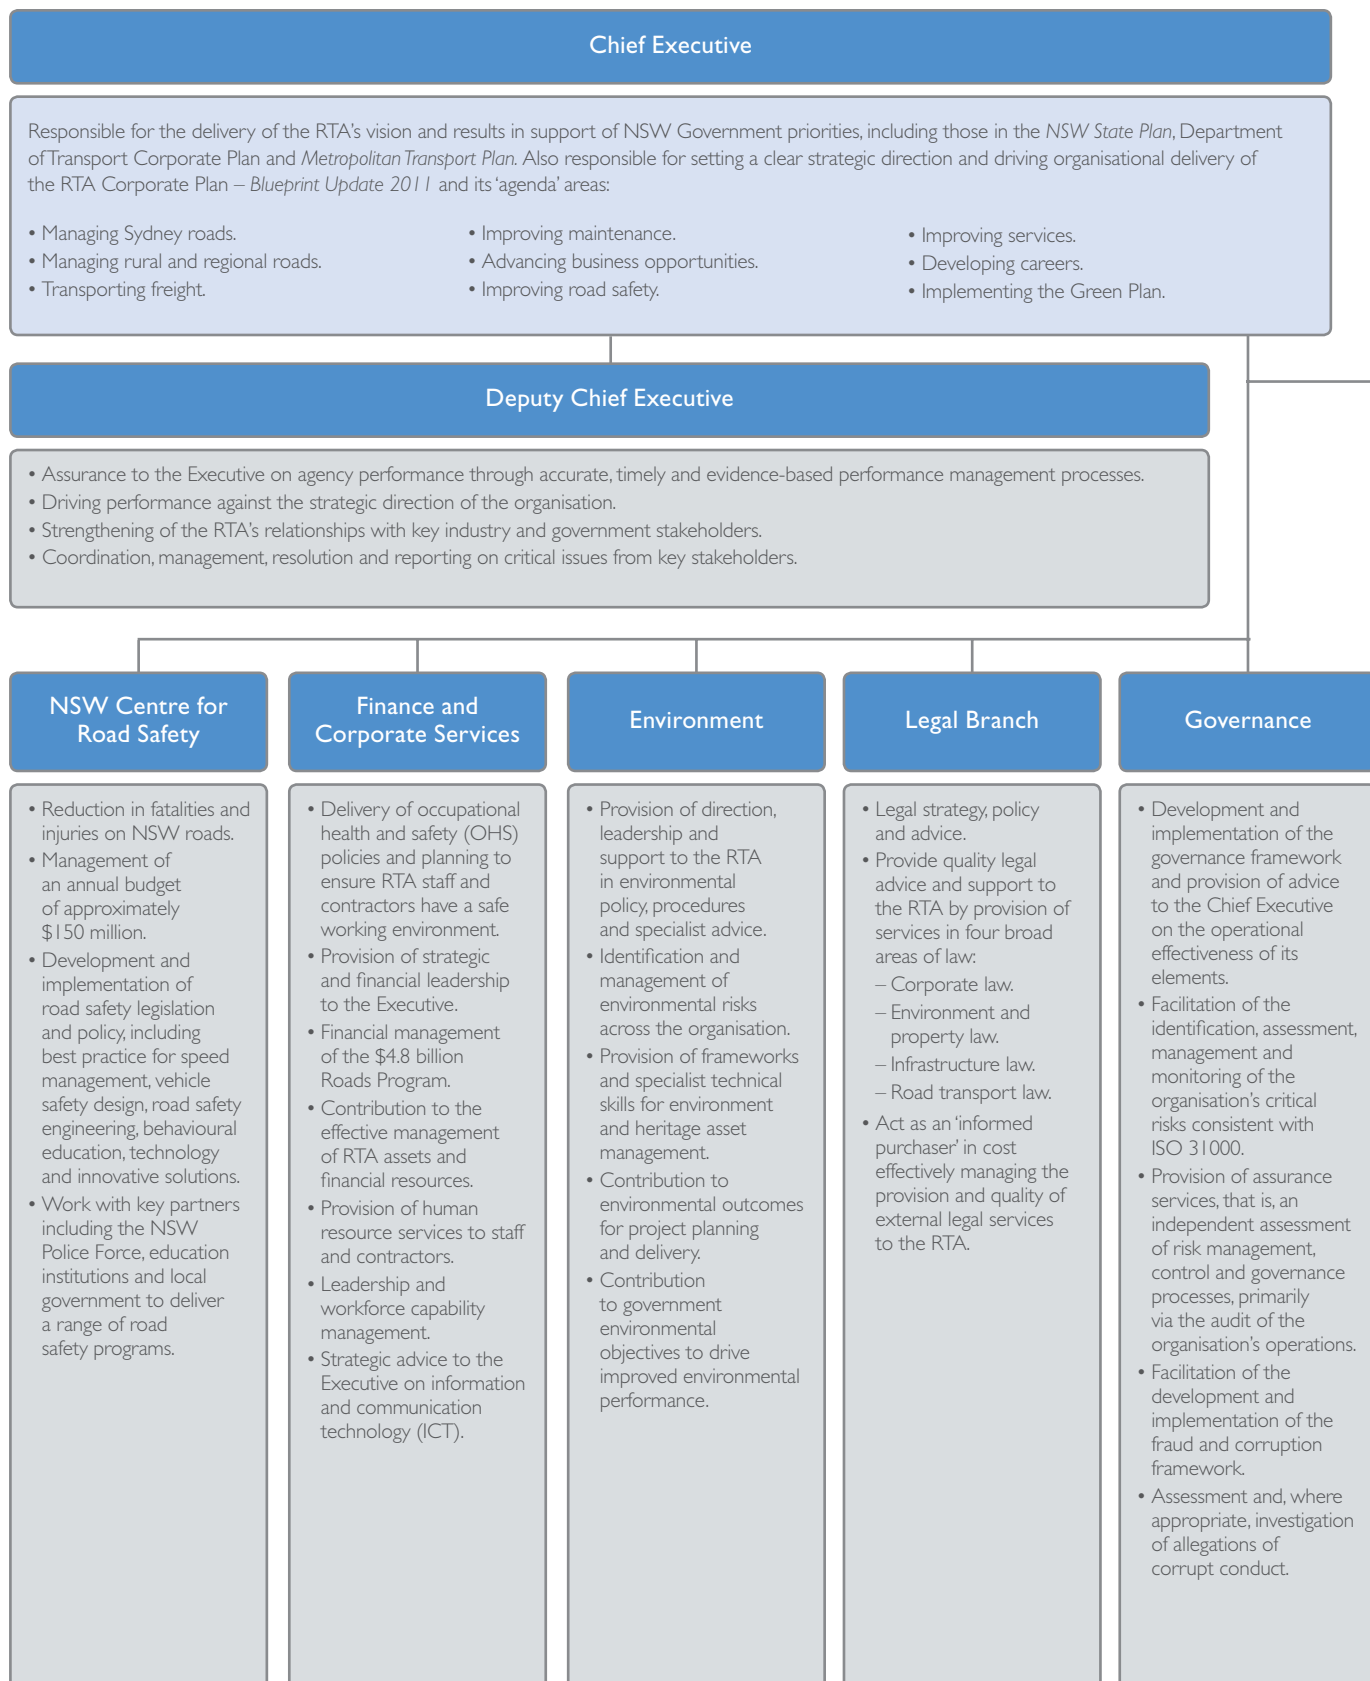 Chief Executive
Responsible for the delivery of the RTA's vision and results in support of NSW Government priorities, including those in the NSW State Plan, Department
of Transport Corporate Plan and Metropolitan Transport Plan. Also responsible for setting a clear strategic direction and driving organisational delivery of
the RTA Corporate Plan – Blueprint Update 2011 and its 'agenda' areas:
• Managing Sydney roads.
• Managing rural and regional roads.
• Transporting freight.
• Improving maintenance.
• Advancing business opportunities.
• Improving road safety.
• Improving services.
• Developing careers.
• Implementing the Green Plan.
Deputy Chief Executive
• Assurance to the Executive on agency performance through accurate, timely and evidence-based performance management processes.
• Driving performance against the strategic direction of the organisation.
• Strengthening of the RTA's relationships with key industry and government stakeholders.
• Coordination, management, resolution and reporting on critical issues from key stakeholders.
NSW Centre for
Road Safety
• Reduction in fatalities and
injuries on NSW roads.
• Management of
an annual budget
of approximately
$150 million.
• Development and
implementation of
road safety legislation
and policy, including
best practice for speed
management, vehicle
safety design, road safety
engineering, behavioural
education, technology
and innovative solutions.
• Work with key partners
including the NSW
Police Force, education
institutions and local
government to deliver
a range of road
safety programs.
Finance and
Corporate Services
• Delivery of occupational
health and safety (OHS)
policies and planning to
ensure RTA staff and
contractors have a safe
working environment.
• Provision of strategic
and financial leadership
to the Executive.
• Financial management
of the $4.8 billion
Roads Program.
• Contribution to the
effective management
of RTA assets and
financial resources.
• Provision of human
resource services to staff
and contractors.
• Leadership and
workforce capability
management.
• Strategic advice to the
Executive on information
and communication
technology (ICT).
Environment
• Provision of direction,
leadership and
support to the RTA
in environmental
policy, procedures
and specialist advice.
• Identification and
management of
environmental risks
across the organisation.
• Provision of frameworks
and specialist technical
skills for environment
and heritage asset
management.
• Contribution to
environmental outcomes
for project planning
and delivery.
• Contribution
to government
environmental
objectives to drive
improved environmental
performance.
Legal Branch
• Legal strategy, policy
and advice.
• Provide quality legal
advice and support to
the RTA by provision of
services in four broad
areas of law:
– Corporate law.
– Environment and
property law.
– Infrastructure law.
– Road transport law.
• Act as an 'informed
purchaser' in cost
effectively managing the
provision and quality of
external legal services
to the RTA.
Governance
• Development and
implementation of the
governance framework
and provision of advice
to the Chief Executive
on the operational
effectiveness of its
elements.
• Facilitation of the
identification, assessment,
management and
monitoring of the
organisation's critical
risks consistent with
ISO 31000.
• Provision of assurance
services, that is, an
independent assessment
of risk management,
control and governance
processes, primarily
via the audit of the
organisation's operations.
• Facilitation of the
development and
implementation of the
fraud and corruption
framework.
• Assessment and, where
appropriate, investigation
of allegations of
corrupt conduct.